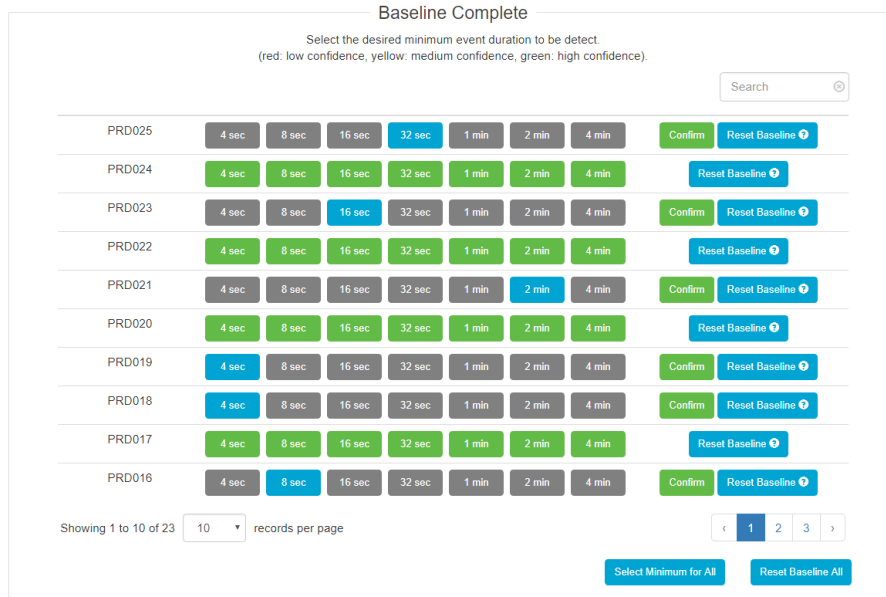 Baseline Complete
Select the desired minimum event duration to be detect.
(red: low confidence, yellow: medium confidence, green: high confidence).
Search
PRD025 4 sec 8 sec 16 sec 32 sec 1 min 2 min 4 min Confirm Reset Baseline
PRD024 4 sec 8 sec 16 sec 32 sec 1 min 2 min 4 min Reset Baseline
PRD023 4 sec 8 sec 16 sec 32 sec 1 min 2 min 4 min Confirm Reset Baseline
PRD022 4 sec 8 sec 16 sec 32 sec 1 min 2 min 4 min Reset Baseline
PRD021 4 sec 8 sec 16 sec 32 sec 1 min 2 min 4 min Confirm Reset Baseline
PRD020 4 sec 8 sec 16 sec 32 sec 1 min 2 min 4 min Reset Baseline
PRD019 4 sec 8 sec 16 sec 32 sec 1 min 2 min 4 min Confirm Reset Baseline
PRD018 4 sec 8 sec 16 sec 32 sec 1 min 2 min 4 min Confirm Reset Baseline
PRD017 4 sec 8 sec 16 sec 32 sec 1 min 2 min 4 min Reset Baseline
PRD016 4 sec 8 sec 16 sec 32 sec 1 min 2 min 4 min Confirm Reset Baseline
Showing 1 to 10 of 23 10 records per page ‹ 1 2 3 ›
Select Minimum for All Reset Baseline All